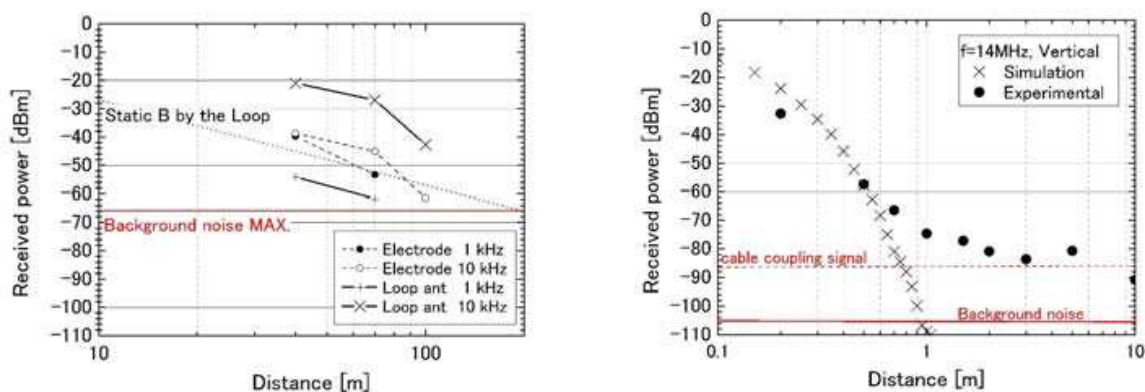 0
-10
-20
-30
-40
-50
-60
-70
-80
-90
-100
-110
Received power [dBm]
Static B by the Loop
Background noise MAX.
Electrode 1 kHz
Electrode 10 kHz
Loop ant 1 kHz
Loop ant 10 kHz
10
100
Distance [m]
0
-10
-20
-30
-40
-50
-60
-70
-80
-90
-100
-110
Received power [dBm]
f=14MHz, Vertical
Simulation
Experimental
cable coupling signal
Background noise
0.1
1
10
Distance [m]